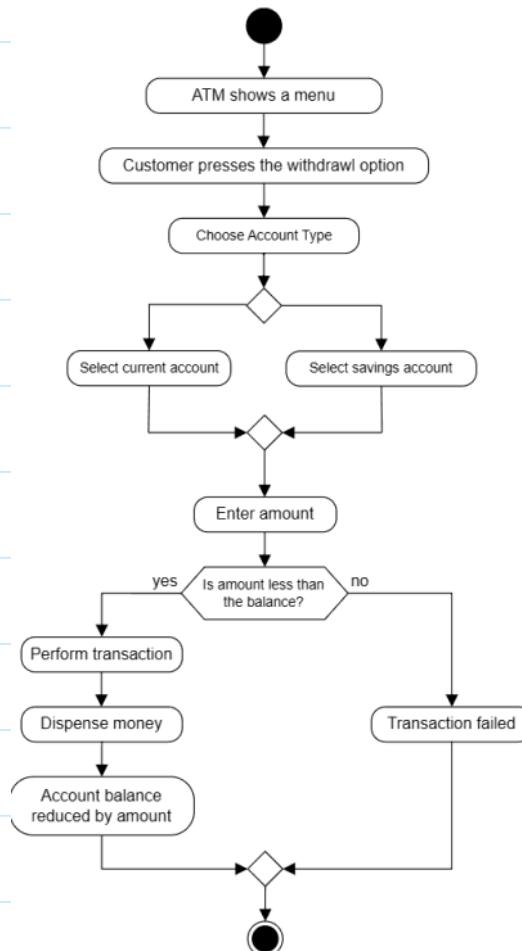 ATM shows a menu
Customer presses the withdrawl option
Choose Account Type
Select current account
Select savings account
Enter amount
yes
Is amount less than
the balance?
no
Perform transaction
Dispense money
Transaction failed
Account balance
reduced by amount